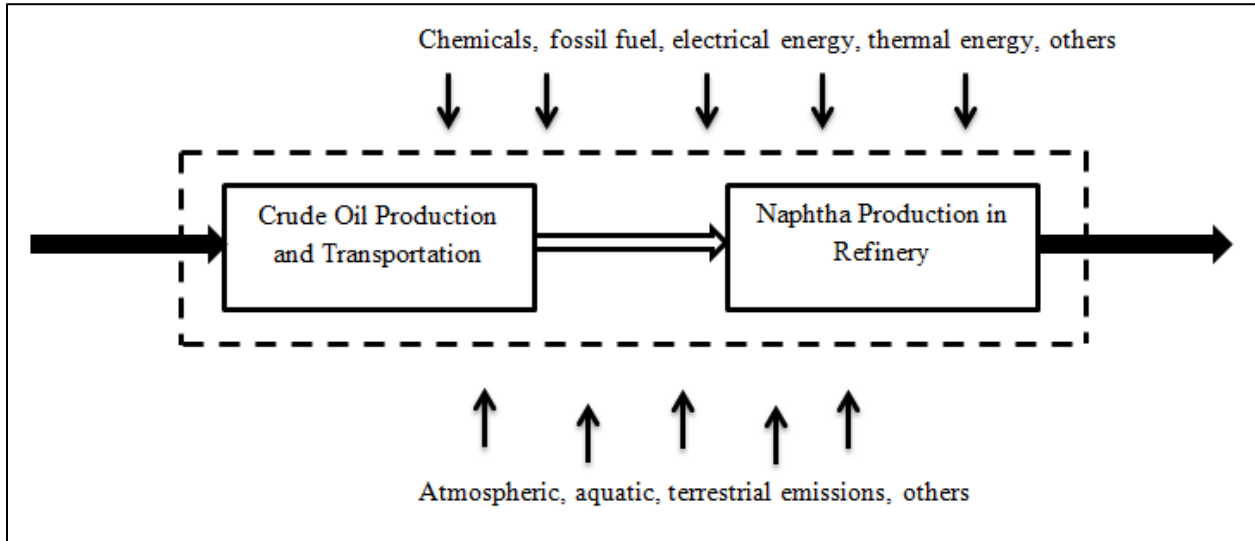 Chemicals, fossil fuel, electrical energy, thermal energy, others
Crude Oil Production
and Transportation
Naphtha Production in
Refinery
Atmospheric, aquatic, terrestrial emissions, others